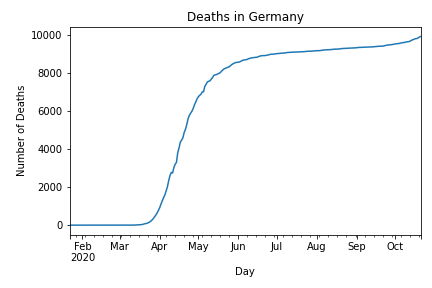 Deaths in Germany
Number of Deaths
10000
8000
6000
4000
2000
0
Feb Mar Apr May Jun Jul Aug Sep Oct
2020
Day